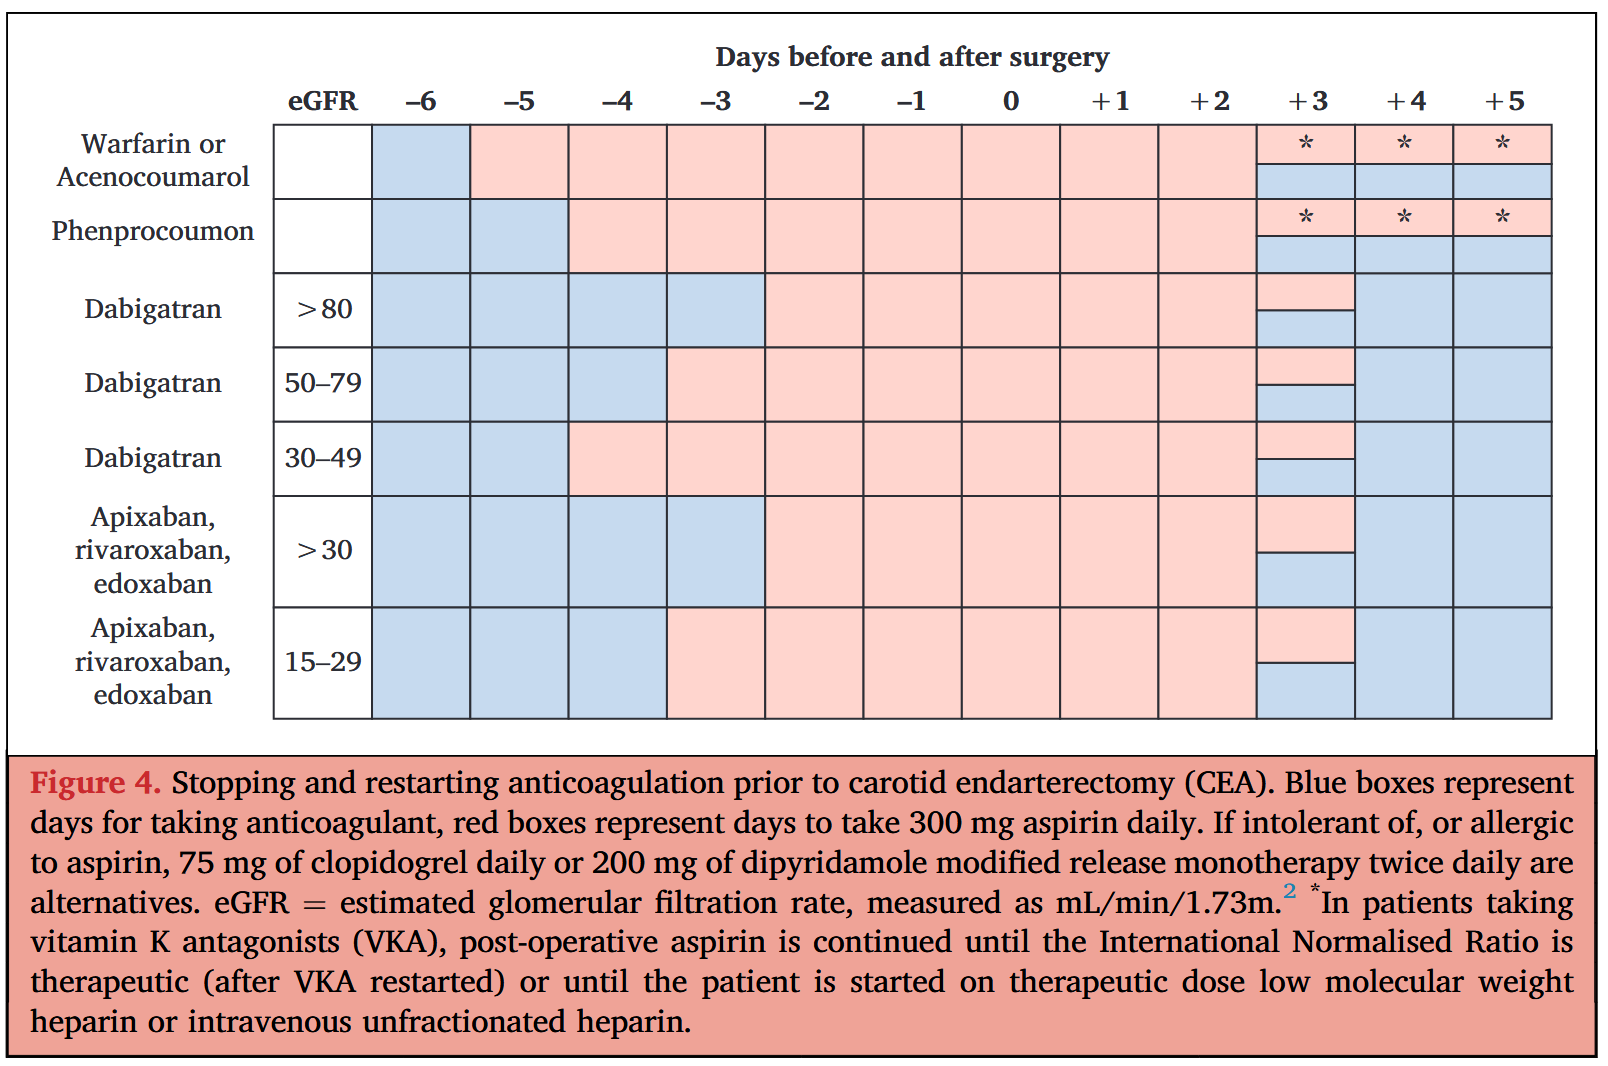 Days before and after surgery
eGFR –6 –5 –4 –3 –2 –1 0 +1 +2 +3 +4 +5
Warfarin or
Acenocoumarol
* * *
Phenprocoumon
* * *
Dabigatran >80
Dabigatran 50–79
Dabigatran 30–49
Apixaban,
rivaroxaban,
edoxaban
>30
Apixaban,
rivaroxaban,
edoxaban
15–29
Figure 4. Stopping and restarting anticoagulation prior to carotid endarterectomy (CEA). Blue boxes represent
days for taking anticoagulant, red boxes represent days to take 300 mg aspirin daily. If intolerant of, or allergic
to aspirin, 75 mg of clopidogrel daily or 200 mg of dipyridamole modified release monotherapy twice daily are
alternatives. eGFR = estimated glomerular filtration rate, measured as mL/min/1.73m.2 *In patients taking
vitamin K antagonists (VKA), post-operative aspirin is continued until the International Normalised Ratio is
therapeutic (after VKA restarted) or until the patient is started on therapeutic dose low molecular weight
heparin or intravenous unfractionated heparin.